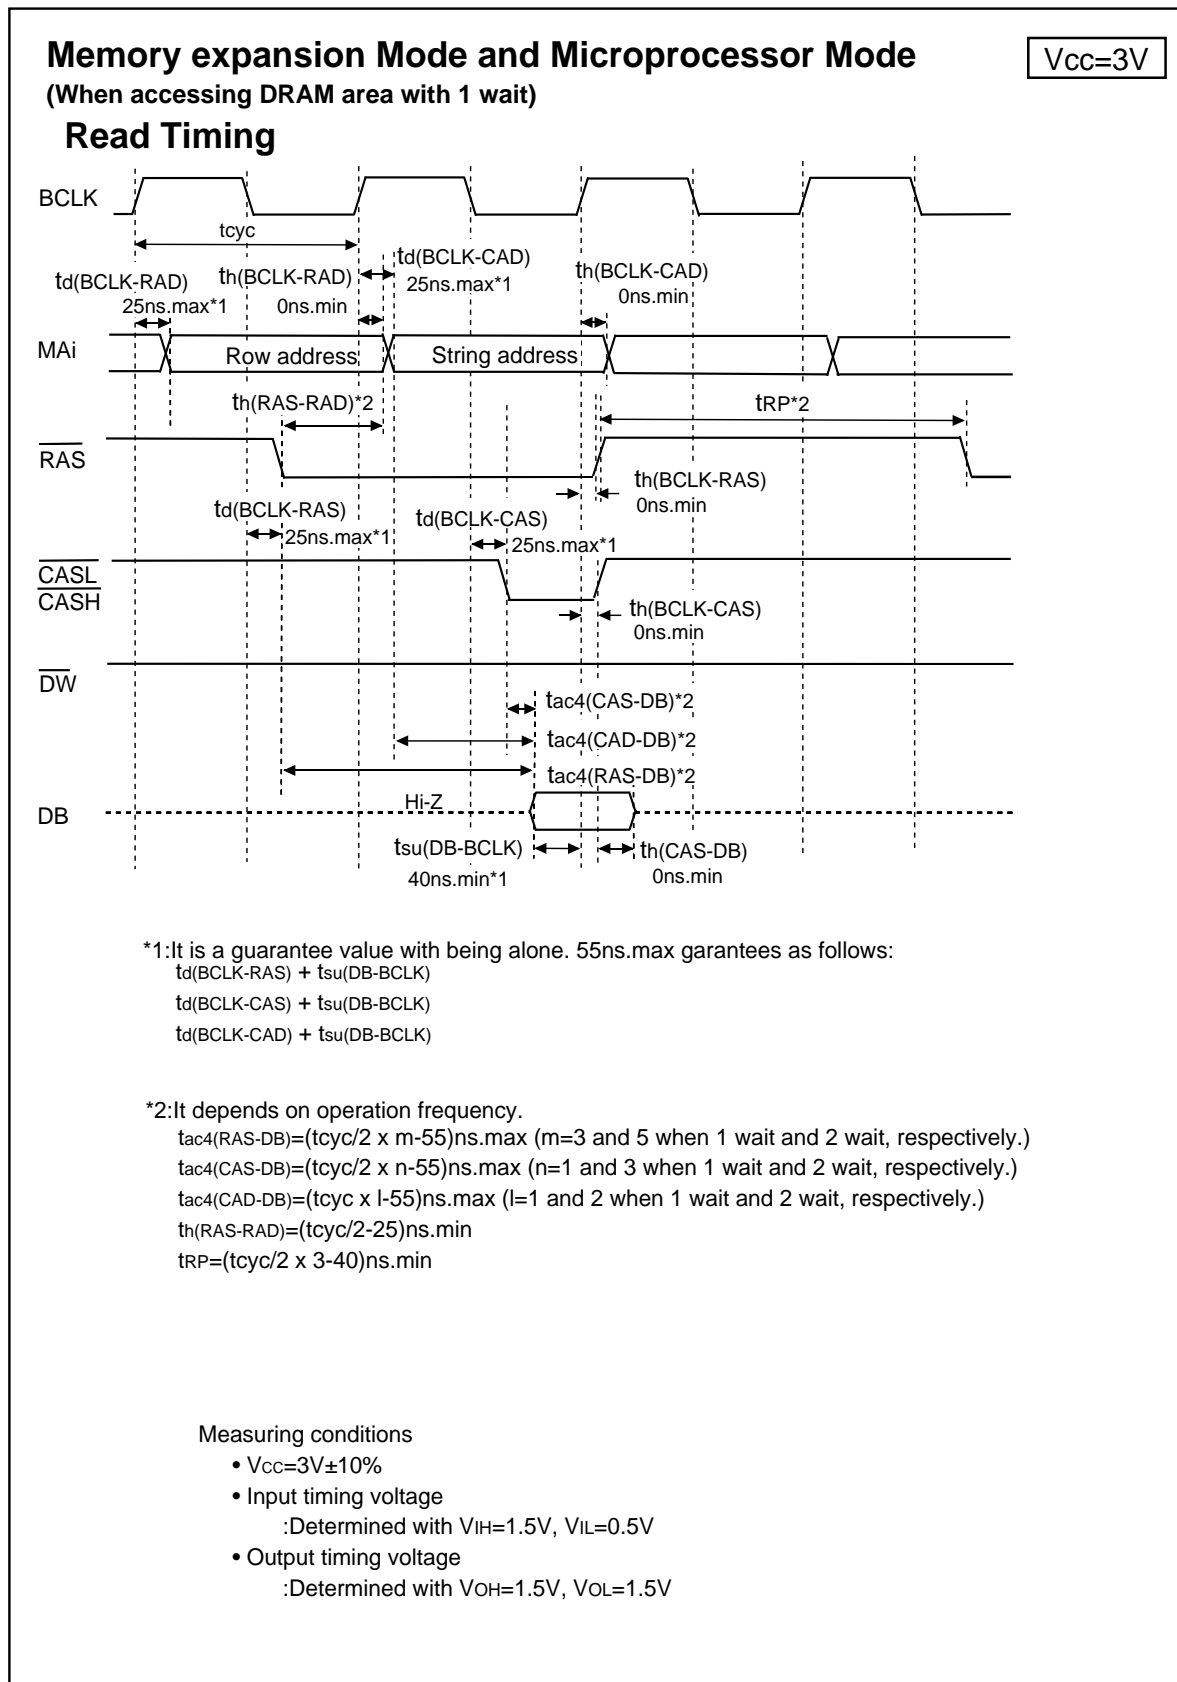 Memory expansion Mode and Microprocessor Mode
Vcc=3V
(When accessing DRAM area with 1 wait)
Read Timing
BCLK
tcyc
td(BCLK-RAD)
25ns.max*1
th(BCLK-RAD)
0ns.min
td(BCLK-CAD)
25ns.max*1
th(BCLK-CAD)
0ns.min
MAi
Row address
String address
th(RAS-RAD)*2
tRP*2
RAS
th(BCLK-RAS)
0ns.min
td(BCLK-RAS)
25ns.max*1
td(BCLK-CAS)
25ns.max*1
CASL
CASH
th(BCLK-CAS)
0ns.min
DW
tac4(CAS-DB)*2
tac4(CAD-DB)*2
tac4(RAS-DB)*2
Hi-Z
DB
tsu(DB-BCLK)
40ns.min*1
th(CAS-DB)
0ns.min
*1:It is a guarantee value with being alone. 55ns.max garantees as follows:
td(BCLK-RAS) + tsu(DB-BCLK)
td(BCLK-CAS) + tsu(DB-BCLK)
td(BCLK-CAD) + tsu(DB-BCLK)
*2:It depends on operation frequency.
tac4(RAS-DB)=(tcyc/2 x m-55)ns.max (m=3 and 5 when 1 wait and 2 wait, respectively.)
tac4(CAS-DB)=(tcyc/2 x n-55)ns.max (n=1 and 3 when 1 wait and 2 wait, respectively.)
tac4(CAD-DB)=(tcyc x l-55)ns.max (l=1 and 2 when 1 wait and 2 wait, respectively.)
th(RAS-RAD)=(tcyc/2-25)ns.min
tRP=(tcyc/2 x 3-40)ns.min
Measuring conditions
• VCC=3V±10%
• Input timing voltage
:Determined with VIH=1.5V, VIL=0.5V
• Output timing voltage
:Determined with VOH=1.5V, VOL=1.5V